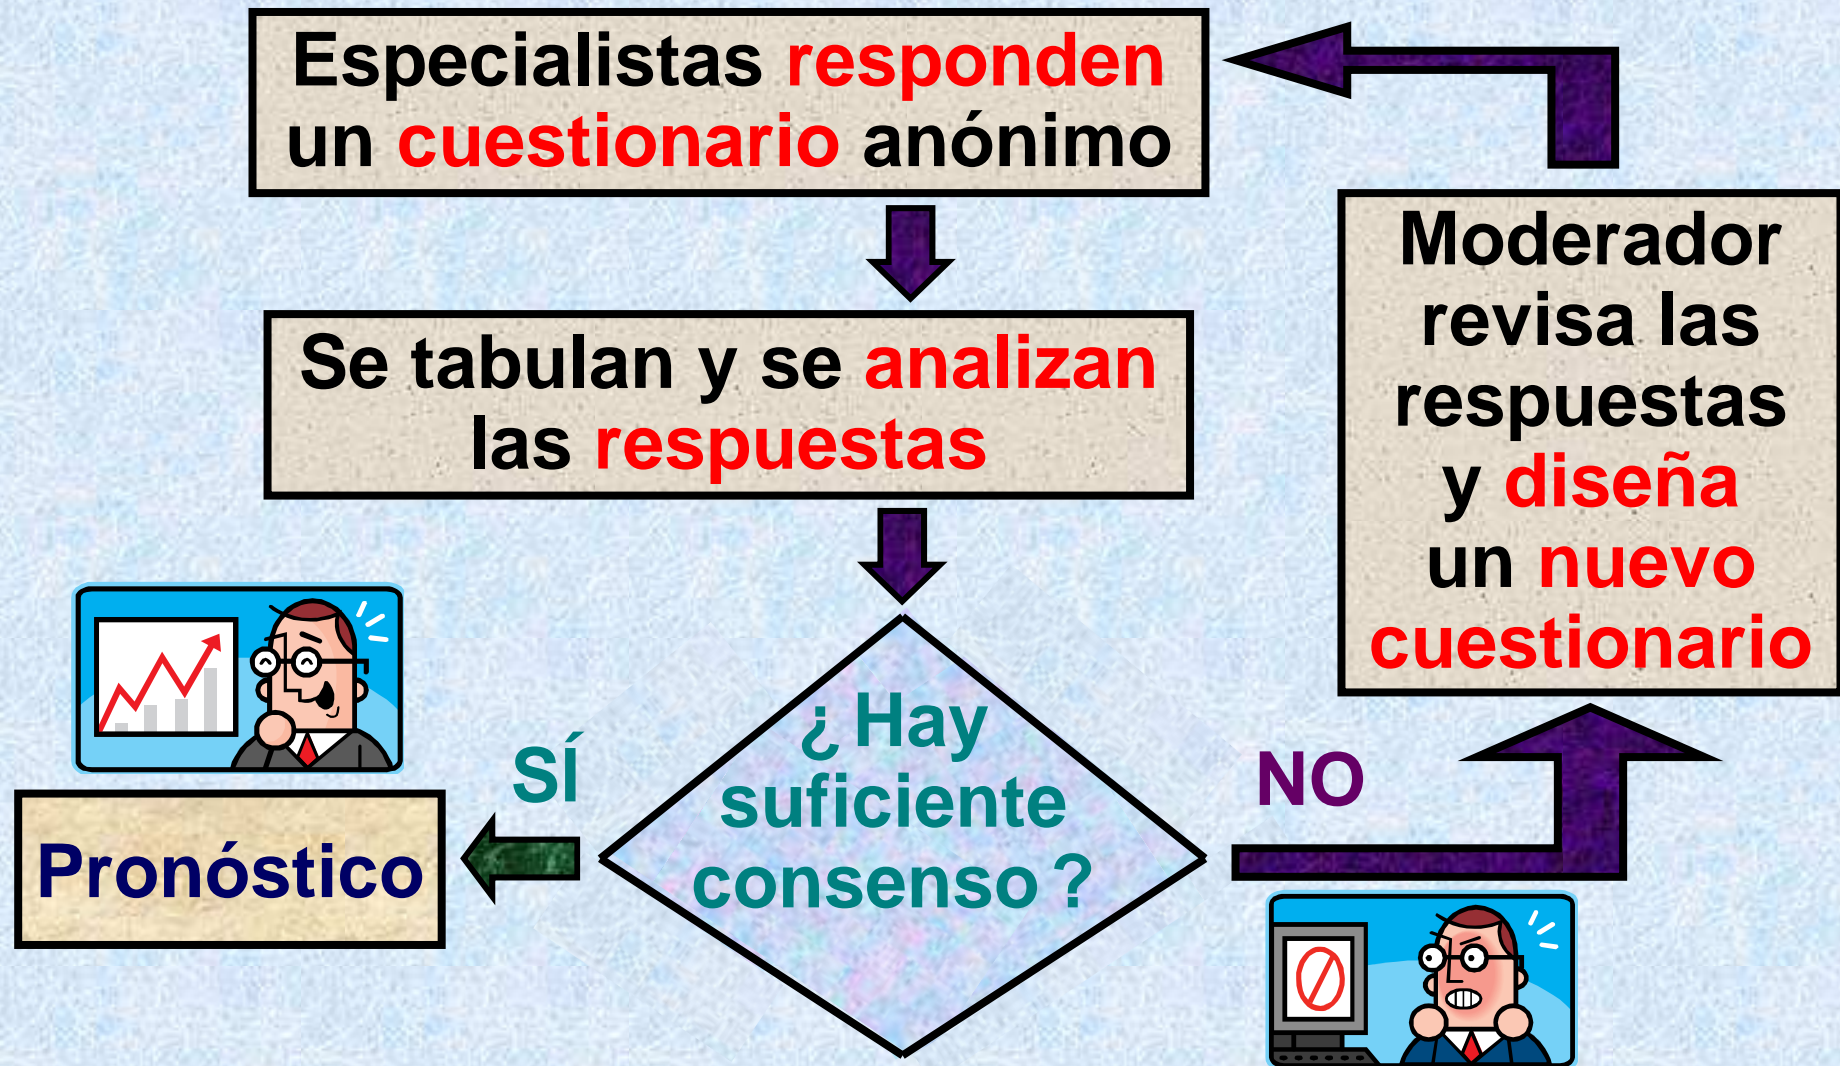 Especialistas responden
un cuestionario anónimo
Se tabulan y se analizan
las respuestas
¿ Hay
suficiente
consenso ?
SÍ
Pronóstico
NO
Moderador
revisa las
respuestas
y diseña
un nuevo
cuestionario